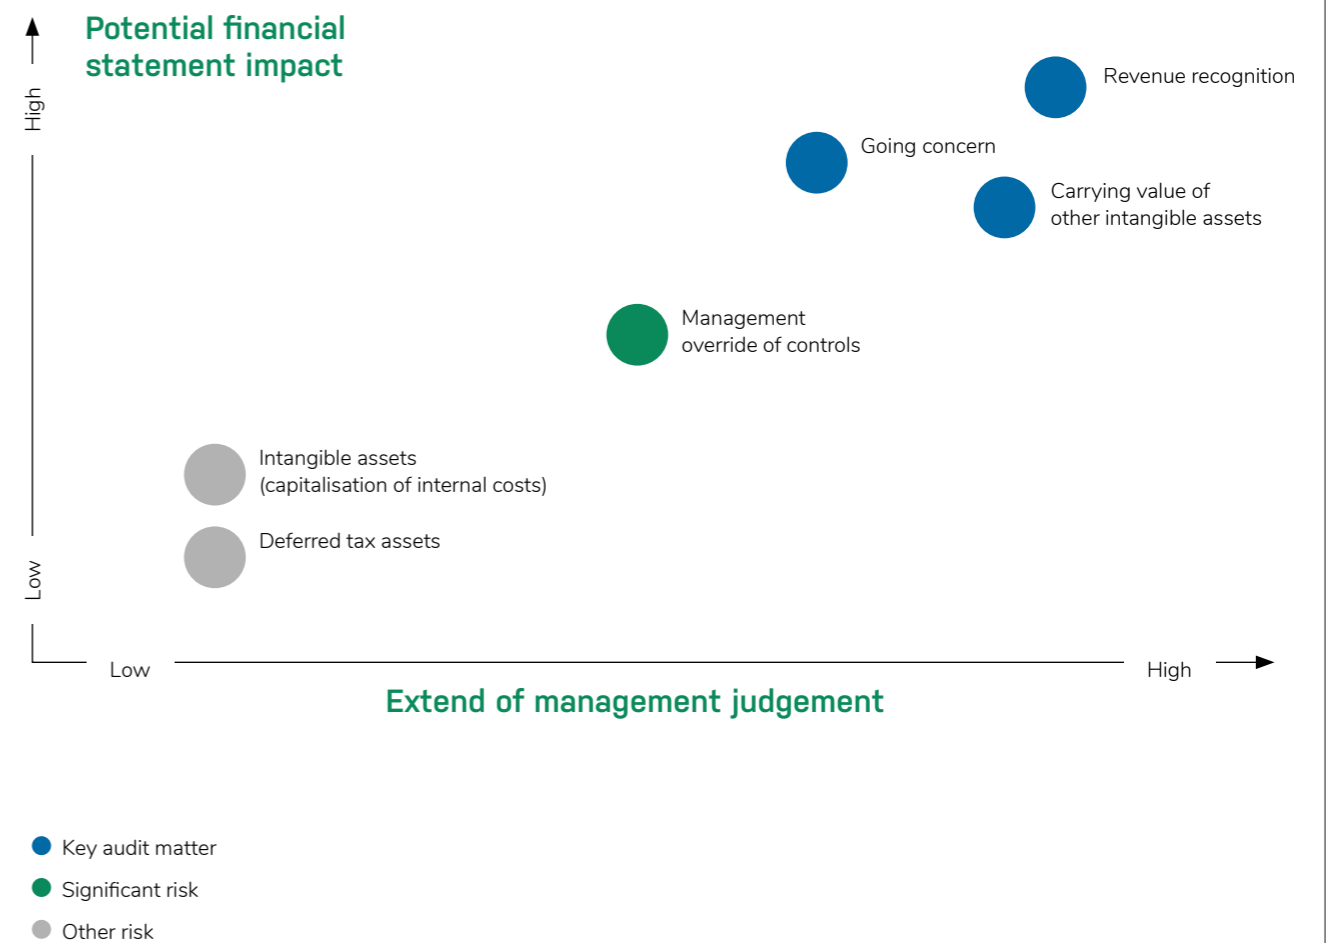 Potential financial
statement impact
High
Low
Revenue recognition
Going concern
Carrying value of
other intangible assets
Management
override of controls
Intangible assets
(capitalisation of internal costs)
Deferred tax assets
Low
High
Extend of management judgement
Key audit matter
Significant risk
Other risk